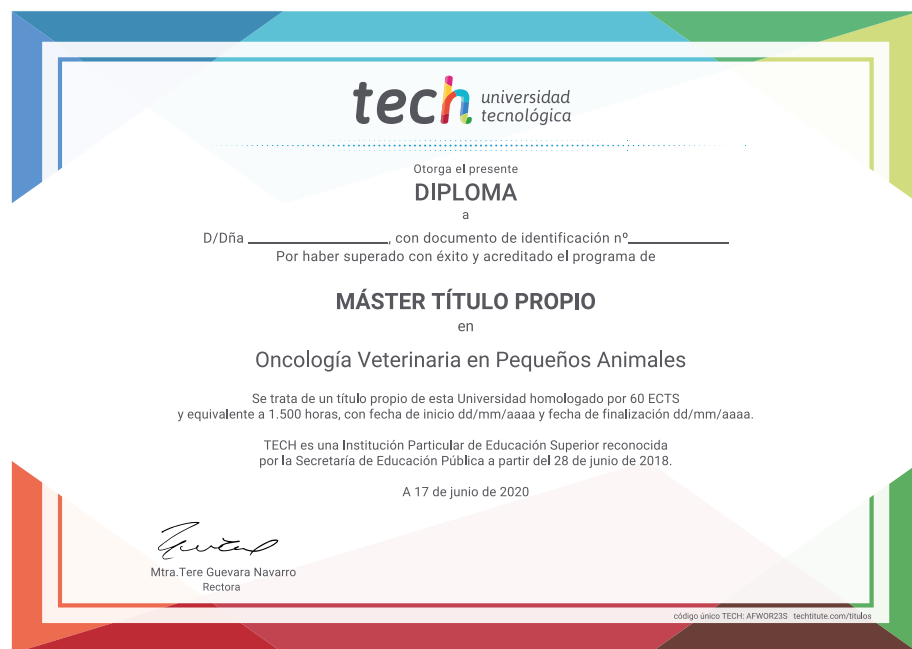 tech universidad
tecnológica
Otorga el presente
DIPLOMA
a
D/Dña ____________, con documento de identificación nº_________
Por haber superado con éxito y acreditado el programa de
MÁSTER TÍTULO PROPIO
en
Oncología Veterinaria en Pequeños Animales
Se trata de un título propio de esta Universidad homologado por 60 ECTS
y equivalente a 1.500 horas, con fecha de inicio dd/mm/aaaa y fecha de finalización dd/mm/aaaa.
TECH es una Institución Particular de Educación Superior reconocida
por la Secretaría de Educación Pública a partir del 28 de junio de 2018.
A 17 de junio de 2020
Mtra.Tere Guevara Navarro
Rectora
código único TECH: AFWOR23S techtitute.com/titulos